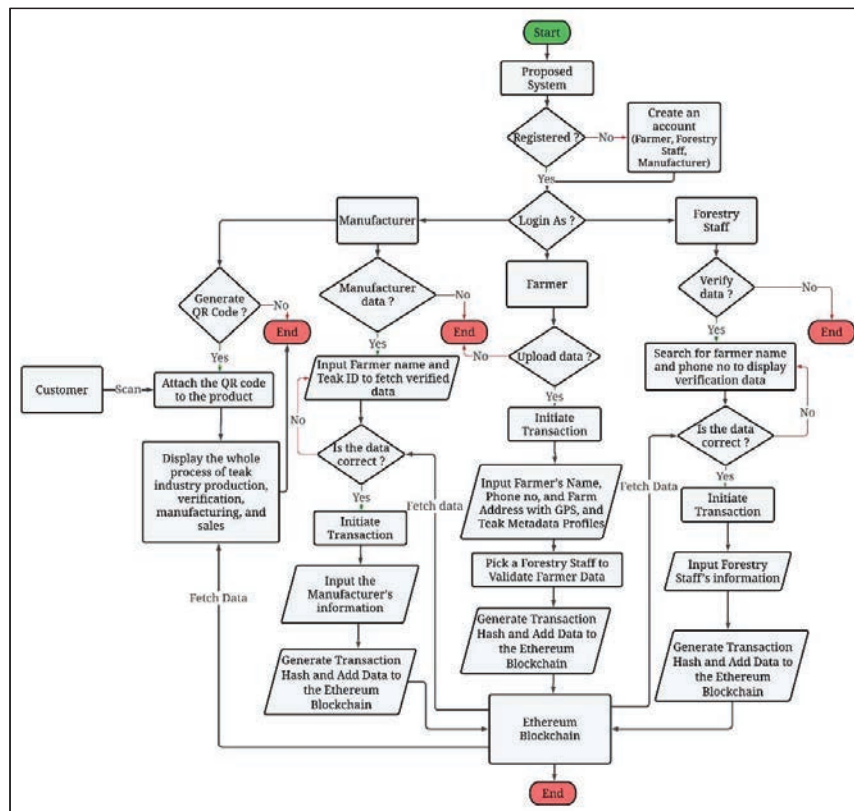 Start
Proposed
System
Registered ?
No
Create an
account
(Farmer, Forestry
Staff,
Manufacturer)
Yes
Manufacturer
Login As ?
Forestry
Staff
Generate
QR Code ?
No
End
Manufacturer
data ?
No
End
Farmer
Verify
data ?
No
End
Yes
Yes
No
Upload data ?
Yes
Customer
Scan
Attach the QR code
to the product
Input Farmer name and
Teak ID to fetch verified
data
Yes
Search for farmer name
and phone no to display
verification data
No
Initiate
Transaction
No
Display the whole
process of teak
industry production,
verification,
manufacturing, and
sales
Is the data
correct ?
Is the data
correct ?
Yes
Fetch data
Input Farmer's Name,
Phone no, and Farm
Address with GPS, and
Teak Metadata Profiles
Fetch Data
Yes
Initiate
Transaction
Initiate
Transaction
Fetch Data
Input the
Manufacturer's
information
Pick a Forestry Staff to
Validate Farmer Data
Input Forestry
Staff's information
Generate Transaction
Hash and Add Data to
the Ethereum
Blockchain
Generate Transaction
Hash and Add Data to
the Ethereum
Blockchain
Generate Transaction
Hash and Add Data to
the Ethereum
Blockchain
Ethereum
Blockchain
End